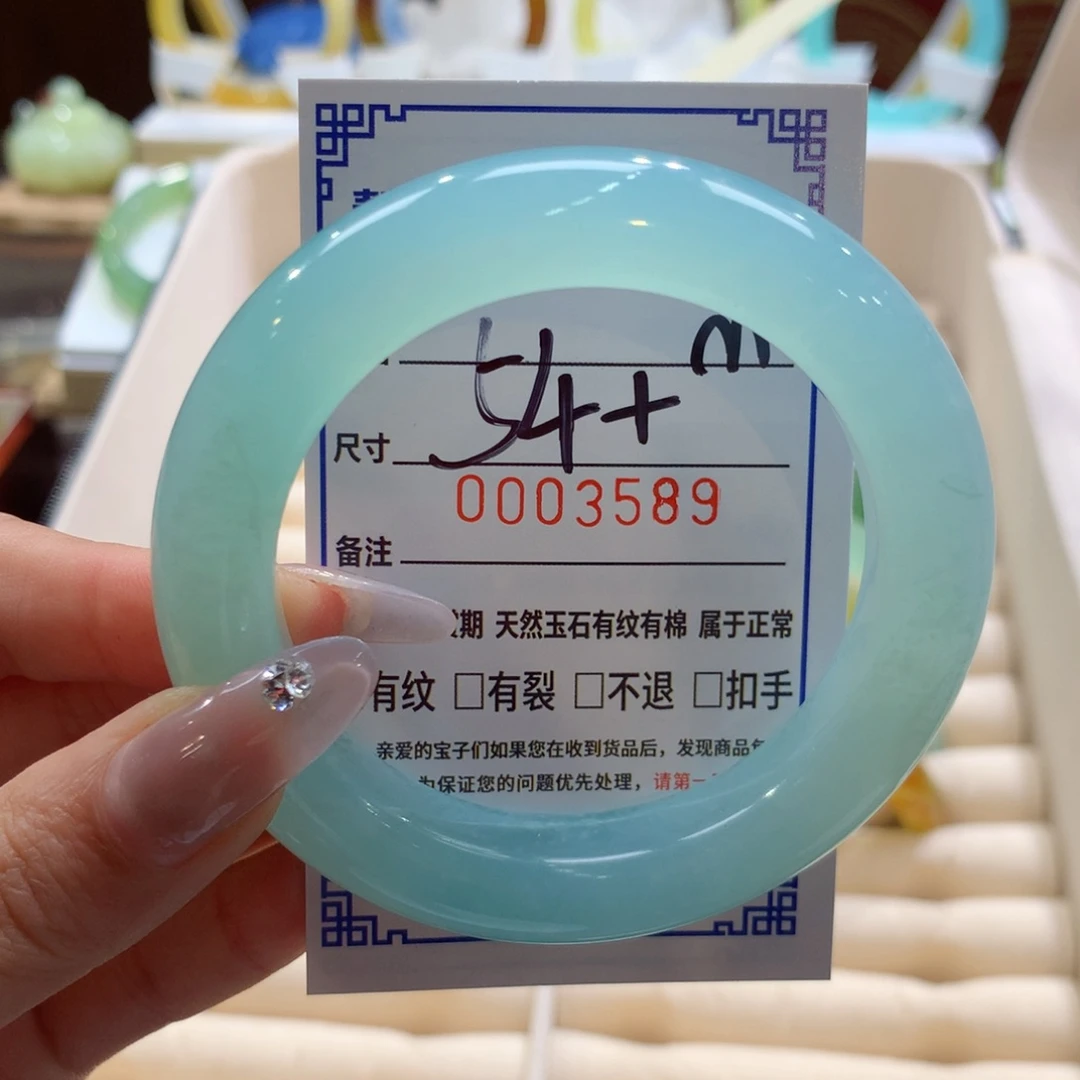 54+
尺寸
0003589
备注
期 天然玉石有纹有棉 属于正常
有纹 □有裂 □不退 □扣手
亲爱的宝子们如果您在收到货品后，发现商品
为保证您的问题优先处理，请第一